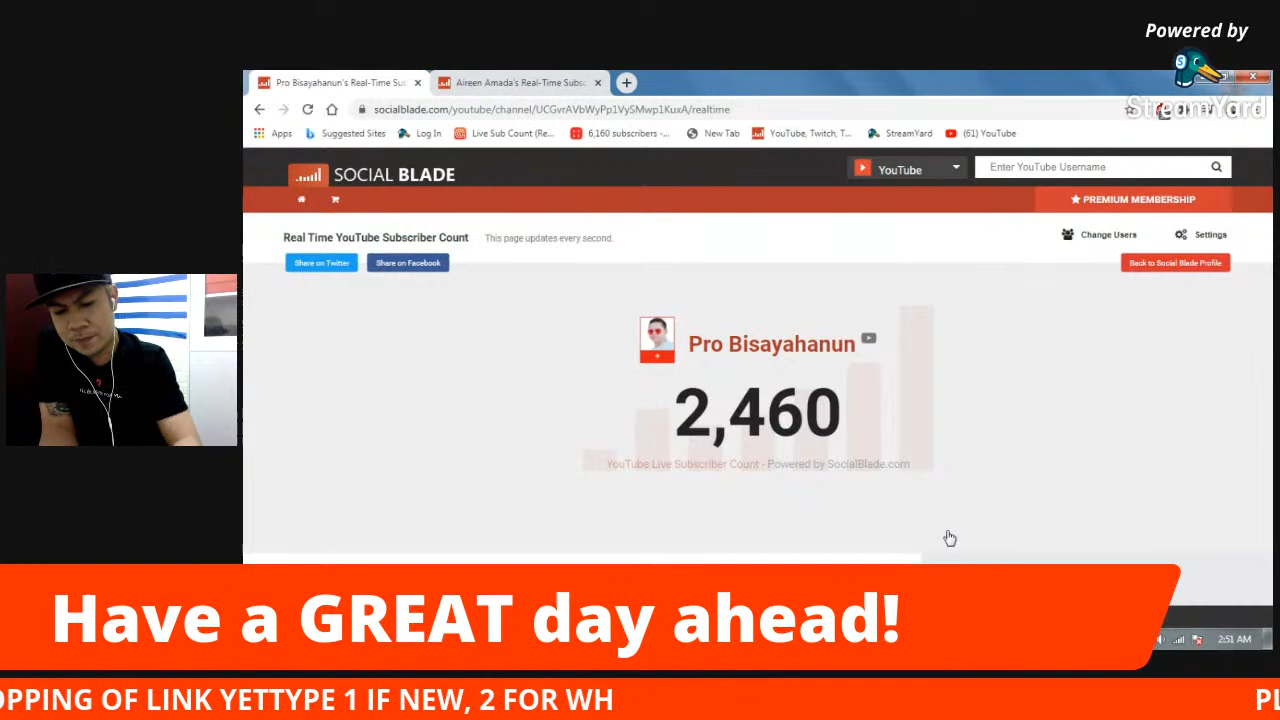 Powered by
StreamYard
Pro Bisayahanun's Real-Time Sub
Aireen Amada's Real-Time Subsc
socialblade.com/youtube/channel/UCGvrAVbWyPp1VySMwp1KuxA/realtime
Apps Suggested Sites Log In Live Sub Count (Re... 6,160 subscribers -... New Tab YouTube, Twitch, T... StreamYard (61) YouTube
SOCIAL BLADE
YouTube
Enter YouTube Username
PREMIUM MEMBERSHIP
Real Time YouTube Subscriber Count This page updates every second.
Change Users Settings
Share on Twitter Share on Facebook
Back to Social Blade Profile
Pro Bisayahanun
2,460
YouTube Live Subscriber Count - Powered by SocialBlade.com
Have a GREAT day ahead!
2:51 AM
OPPING OF LINK YETTYPE 1 IF NEW, 2 FOR WH
PL